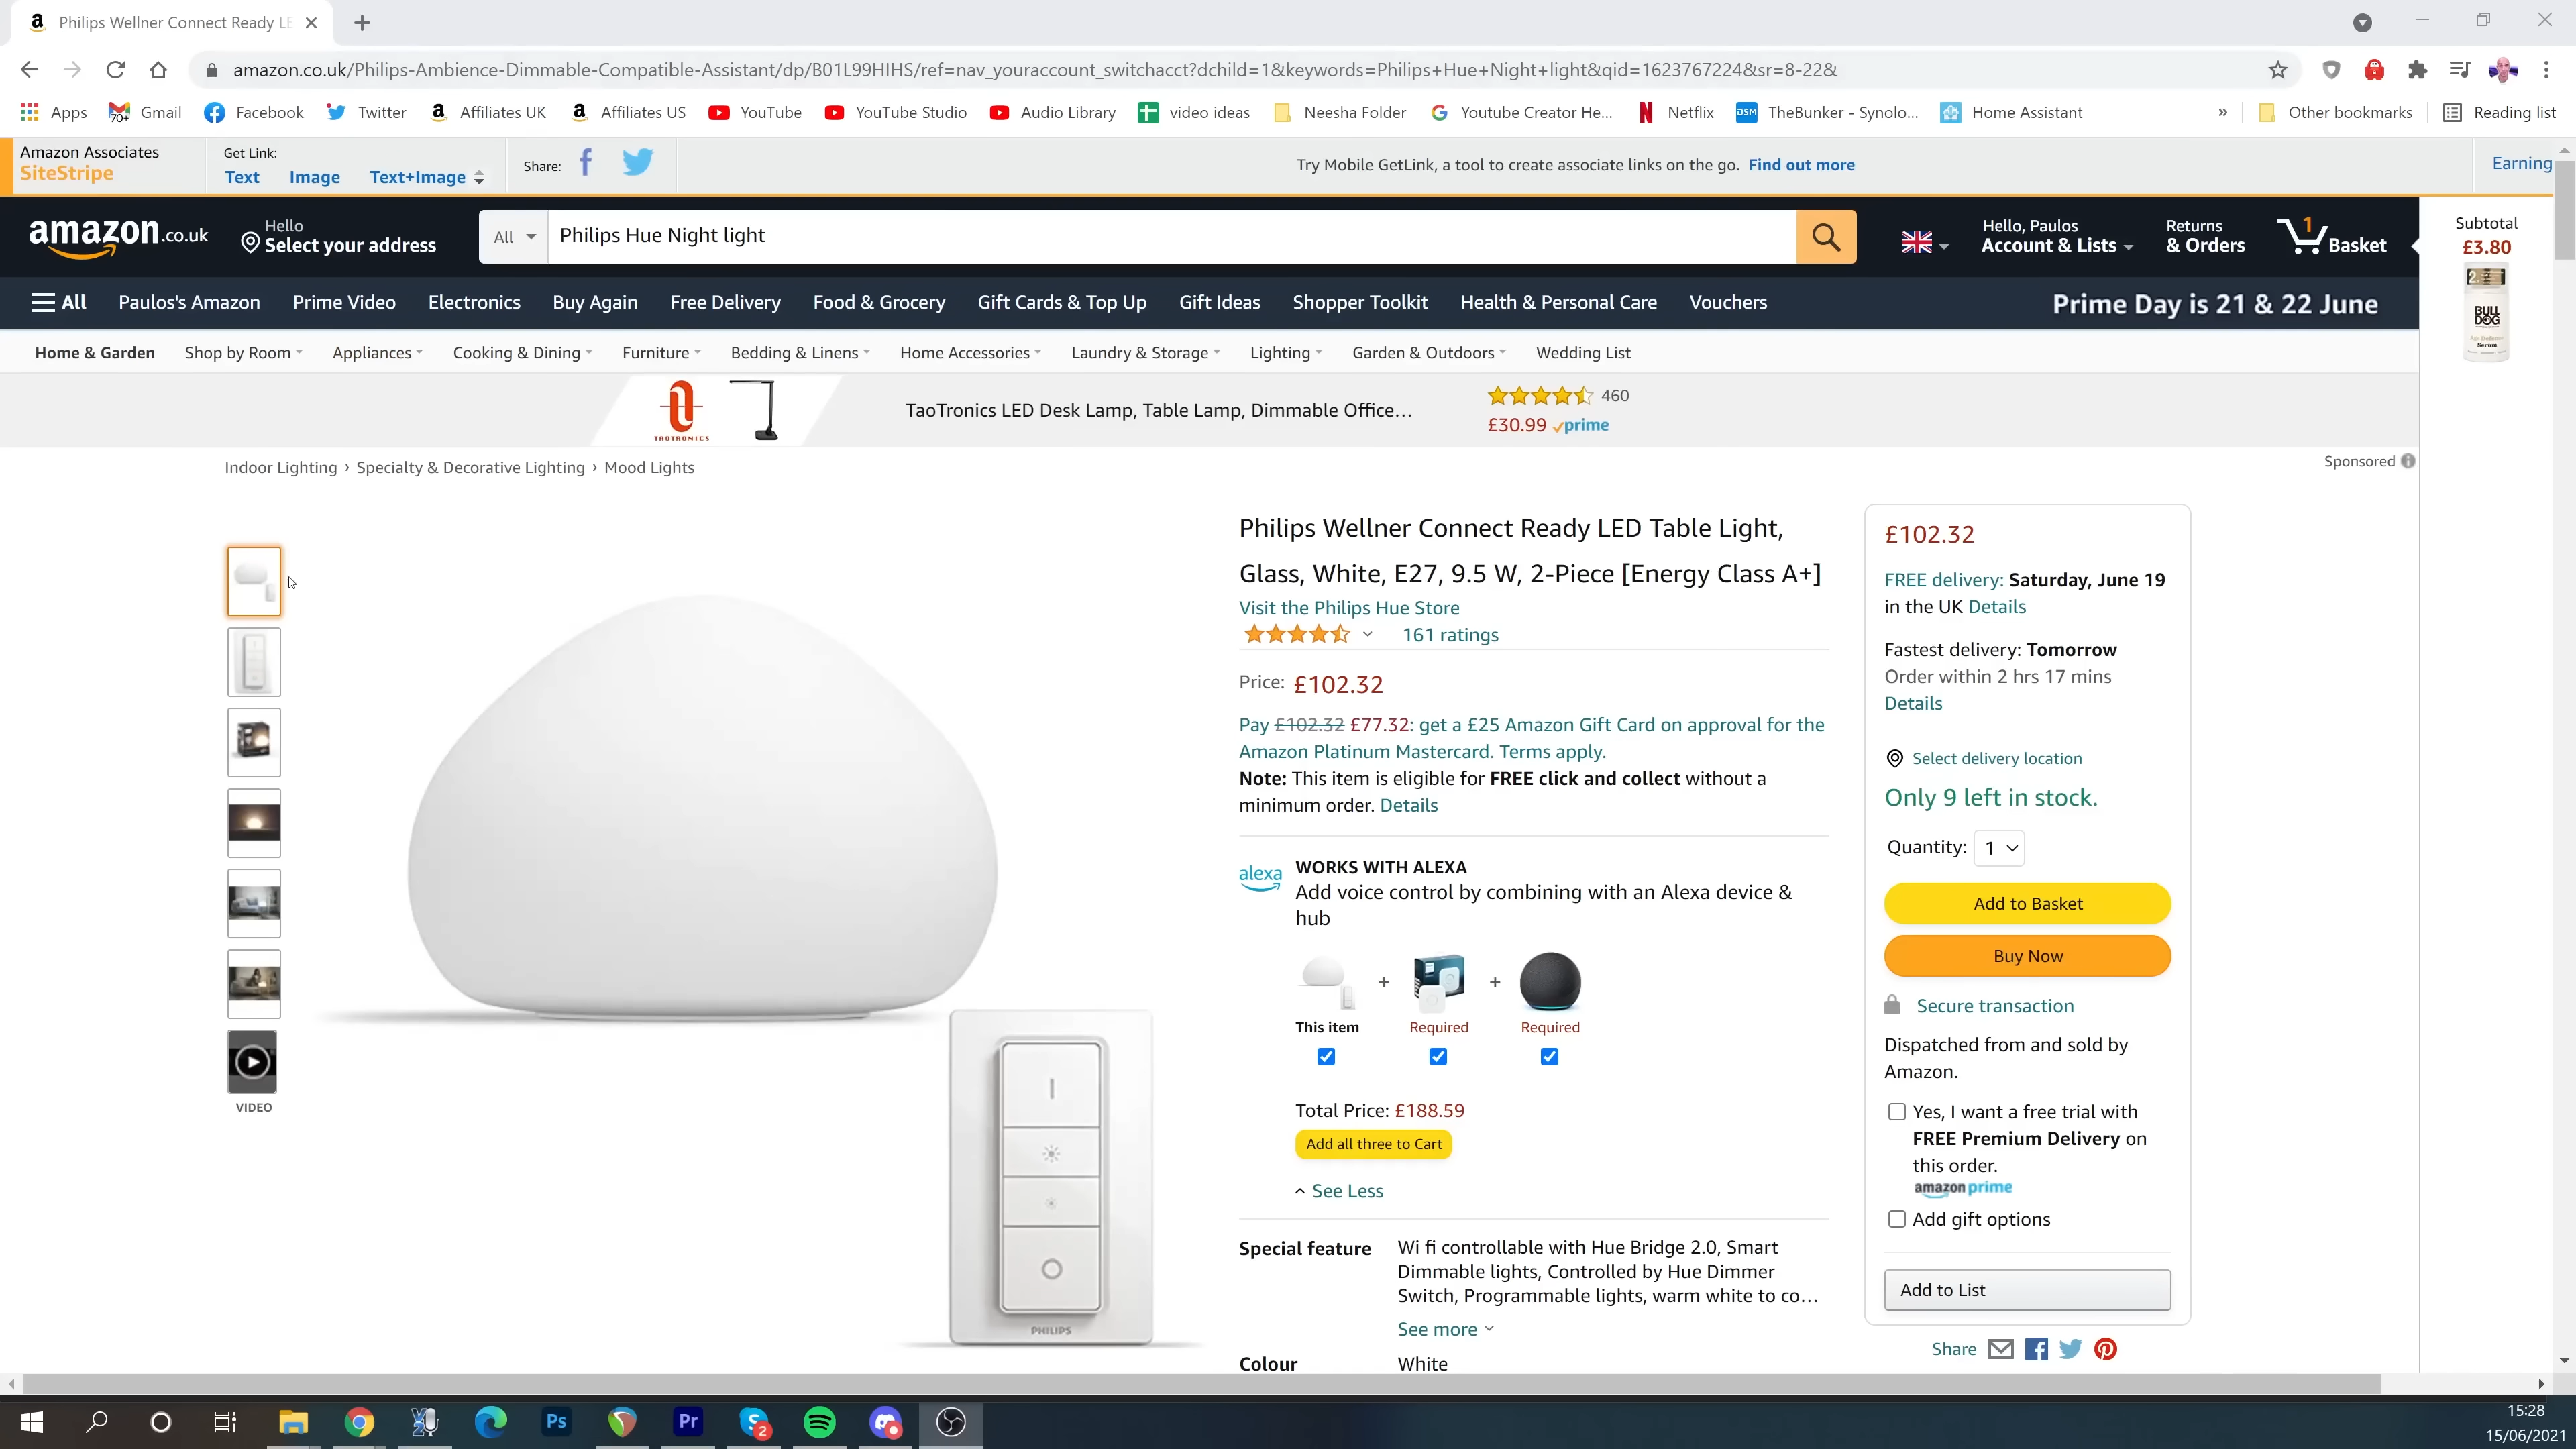 Philips Wellner Connect Ready LE
amazon.co.uk/Philips-Ambience-Dimmable-Compatible-Assistant/dp/B01L99HIHS/ref=nav_youraccount_switchacct?dchild=1&keywords=Philips+Hue+Night+light&qid=1623767224&sr=8-22&
Apps
70+
Gmail
Facebook
Twitter
Affiliates UK
Affiliates US
YouTube
YouTube Studio
Audio Library
video ideas
Neesha Folder
Youtube Creator He...
Netflix
DSM
TheBunker - Synolo...
Home Assistant
»
Other bookmarks
Reading list
Amazon Associates
SiteStripe
Get Link:
Text Image Text+Image
Share:
Try Mobile GetLink, a tool to create associate links on the go. Find out more
Earning
amazon.co.uk
Hello
Select your address
All
Philips Hue Night light
Hello, Paulos
Account & Lists
Returns
& Orders
1
Basket
Subtotal
£3.80
BULL
DOG
Age Defence
Serum
All
Paulos's Amazon
Prime Video
Electronics
Buy Again
Free Delivery
Food & Grocery
Gift Cards & Top Up
Gift Ideas
Shopper Toolkit
Health & Personal Care
Vouchers
Prime Day is 21 & 22 June
Home & Garden
Shop by Room
Appliances
Cooking & Dining
Furniture
Bedding & Linens
Home Accessories
Laundry & Storage
Lighting
Garden & Outdoors
Wedding List
TAOTRONICS
TaoTronics LED Desk Lamp, Table Lamp, Dimmable Office…
460
£30.99 prime
Sponsored
Indoor Lighting › Specialty & Decorative Lighting › Mood Lights
VIDEO
PHILIPS
Philips Wellner Connect Ready LED Table Light,
Glass, White, E27, 9.5 W, 2-Piece [Energy Class A+]
Visit the Philips Hue Store
161 ratings
Price: £102.32
Pay £102.32 £77.32: get a £25 Amazon Gift Card on approval for the
Amazon Platinum Mastercard. Terms apply.
Note: This item is eligible for FREE click and collect without a
minimum order. Details
alexa
WORKS WITH ALEXA
Add voice control by combining with an Alexa device &
hub
+ +
This item Required Required
Total Price: £188.59
Add all three to Cart
See Less
Special feature
Wi fi controllable with Hue Bridge 2.0, Smart
Dimmable lights, Controlled by Hue Dimmer
Switch, Programmable lights, warm white to co…
See more
Colour White
£102.32
FREE delivery: Saturday, June 19
in the UK Details
Fastest delivery: Tomorrow
Order within 2 hrs 17 mins
Details
Select delivery location
Only 9 left in stock.
Quantity: 1
Add to Basket
Buy Now
Secure transaction
Dispatched from and sold by
Amazon.
Yes, I want a free trial with
FREE Premium Delivery on
this order.
amazon prime
Add gift options
Add to List
Share
Ps
Pr
2
15:28
15/06/2021